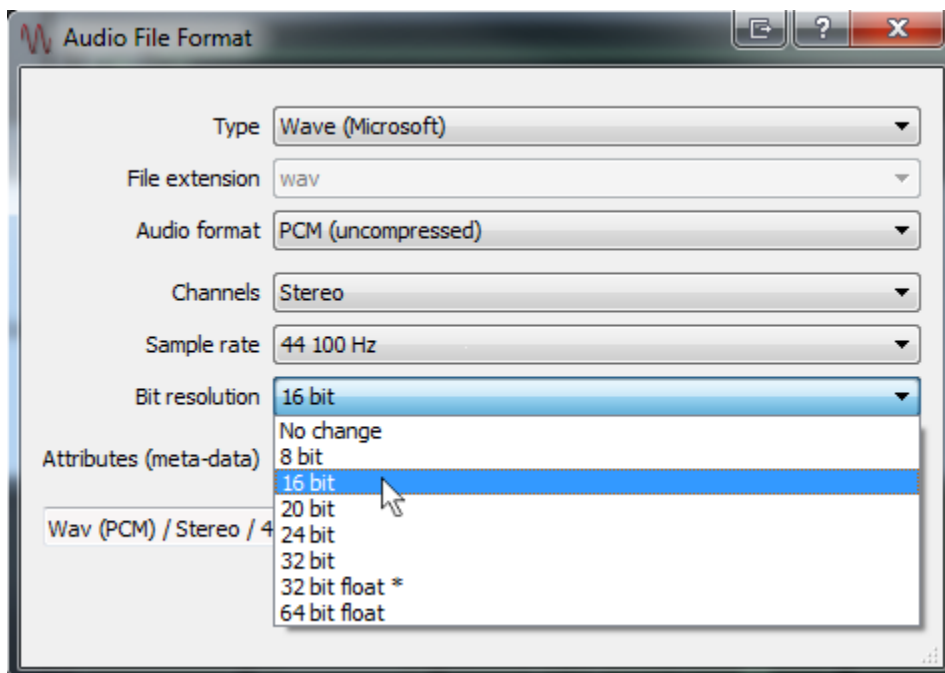 Audio File Format
?
Type Wave (Microsoft)
File extension wav
Audio format PCM (uncompressed)
Channels Stereo
Sample rate 44 100 Hz
Bit resolution 16 bit
No change
Attributes (meta-data) 8 bit
16 bit
20 bit
Wav (PCM) / Stereo / 4
24 bit
32 bit
32 bit float *
64 bit float